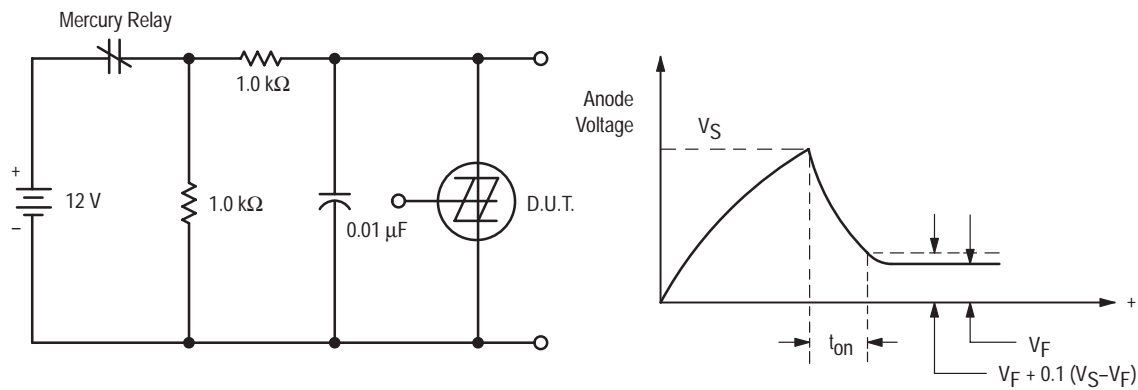 Mercury Relay
1.0 kΩ
+
–
12 V
1.0 kΩ
0.01 μF
D.U.T.
Anode
Voltage
VS
ton
+
VF
VF + 0.1 (VS–VF)